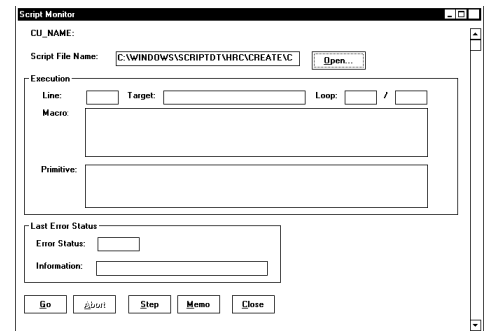 Script Monitor
CU_NAME:
Script File Name: C:\WINDOWS\SCRIPTDT\HRC\CREATE\C Open...
Execution
Line: Target: Loop: /
Macro:
Primitive:
Last Error Status
Error Status:
Information:
Go Abort Step Memo Close